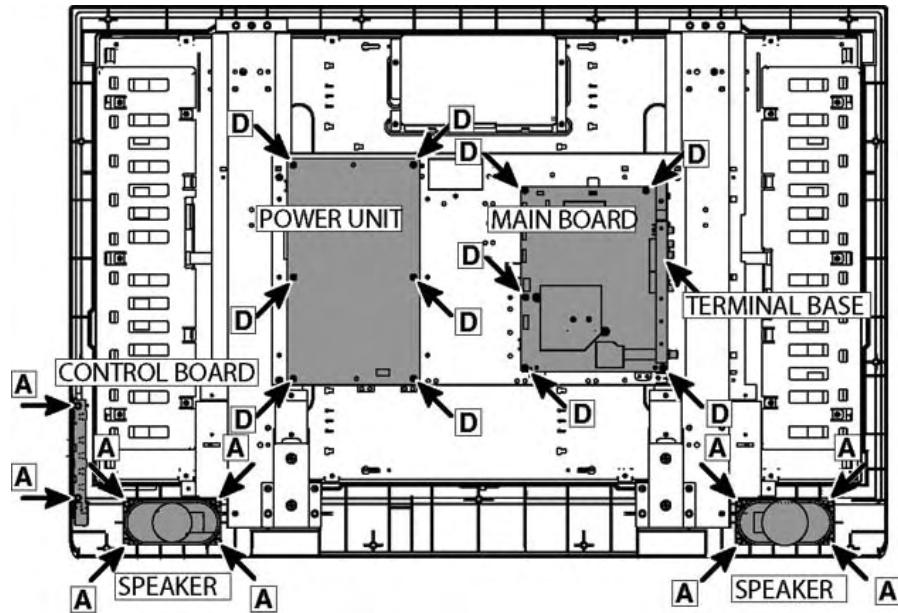 D
D
D
D
POWER UNIT
MAIN BOARD
D
TERMINAL BASE
D
D
CONTROL BOARD
A
D
D
D
D
A
A
A
A
A
A
SPEAKER
A
A
SPEAKER
A